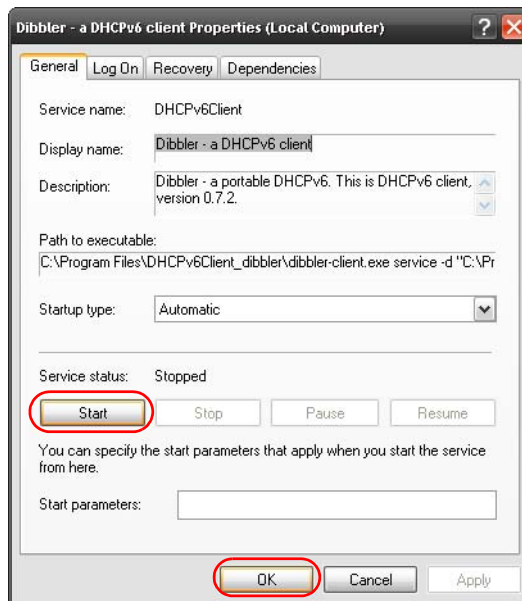 Dibbler - a DHCPv6 client Properties (Local Computer)
General Log On Recovery Dependencies
Service name: DHCPv6Client
Display name: Dibbler - a DHCPv6 client
Description: Dibbler - a portable DHCPv6. This is DHCPv6 client,
version 0.7.2.
Path to executable:
C:\Program Files\DHCPv6Client_dibbler\dibbler-client.exe service -d "C:\Pr
Startup type: Automatic
Service status: Stopped
Start Stop Pause Resume
You can specify the start parameters that apply when you start the service
from here.
Start parameters:
OK Cancel Apply